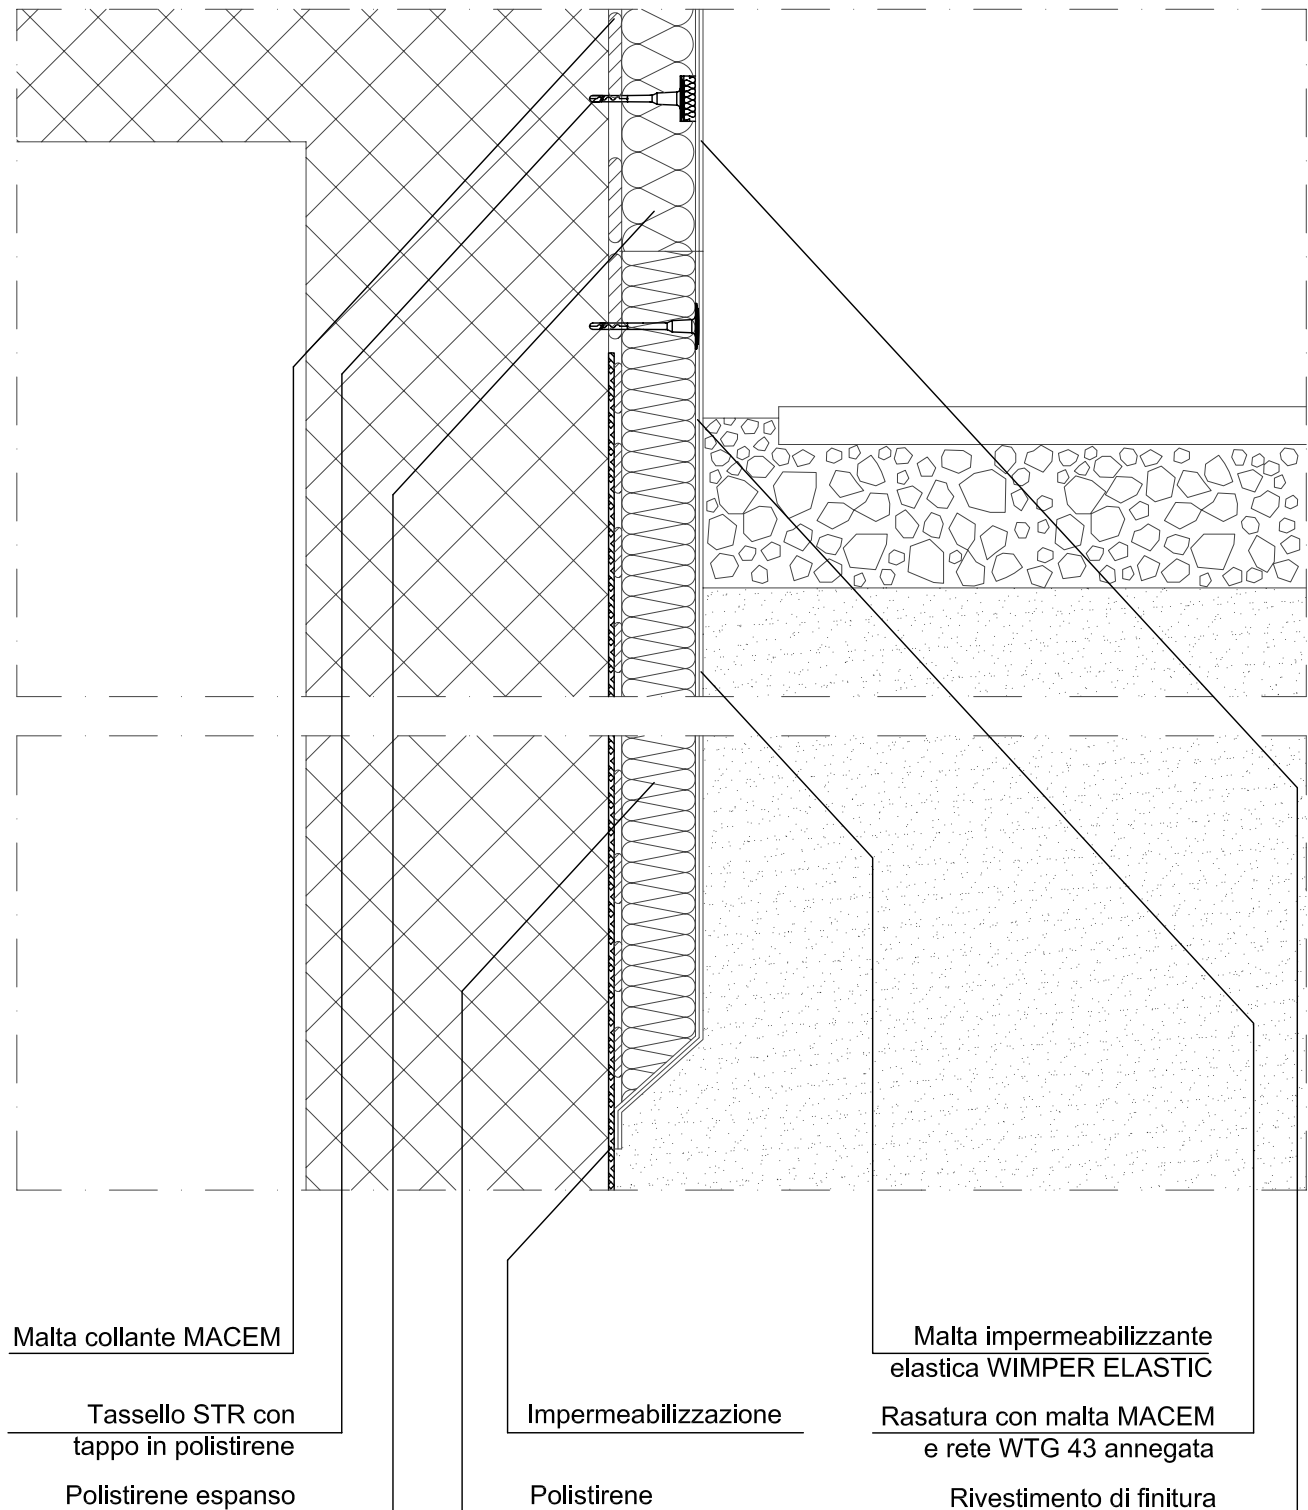 Malta collante MACEM
Tassello STR con
tappo in polistirene
Polistirene espanso
Impermeabilizzazione
Polistirene
Malta impermeabilizzante
elastica WIMPER ELASTIC
Rasatura con malta MACEM
e rete WTG 43 annegata
Rivestimento di finitura